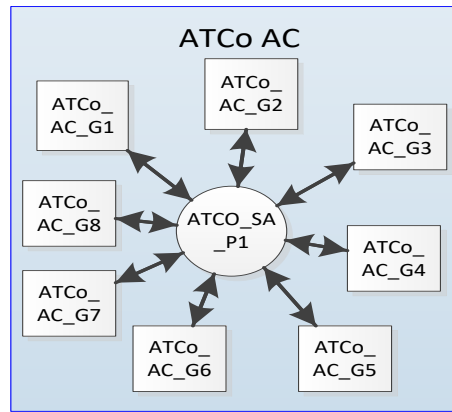 ATCo AC
ATCo_
AC_G1
ATCo_
AC_G2
ATCo_
AC_G3
ATCo_
AC_G8
ATCO_SA
_P1
ATCo_
AC_G4
ATCo_
AC_G7
ATCo_
AC_G6
ATCo_
AC_G5